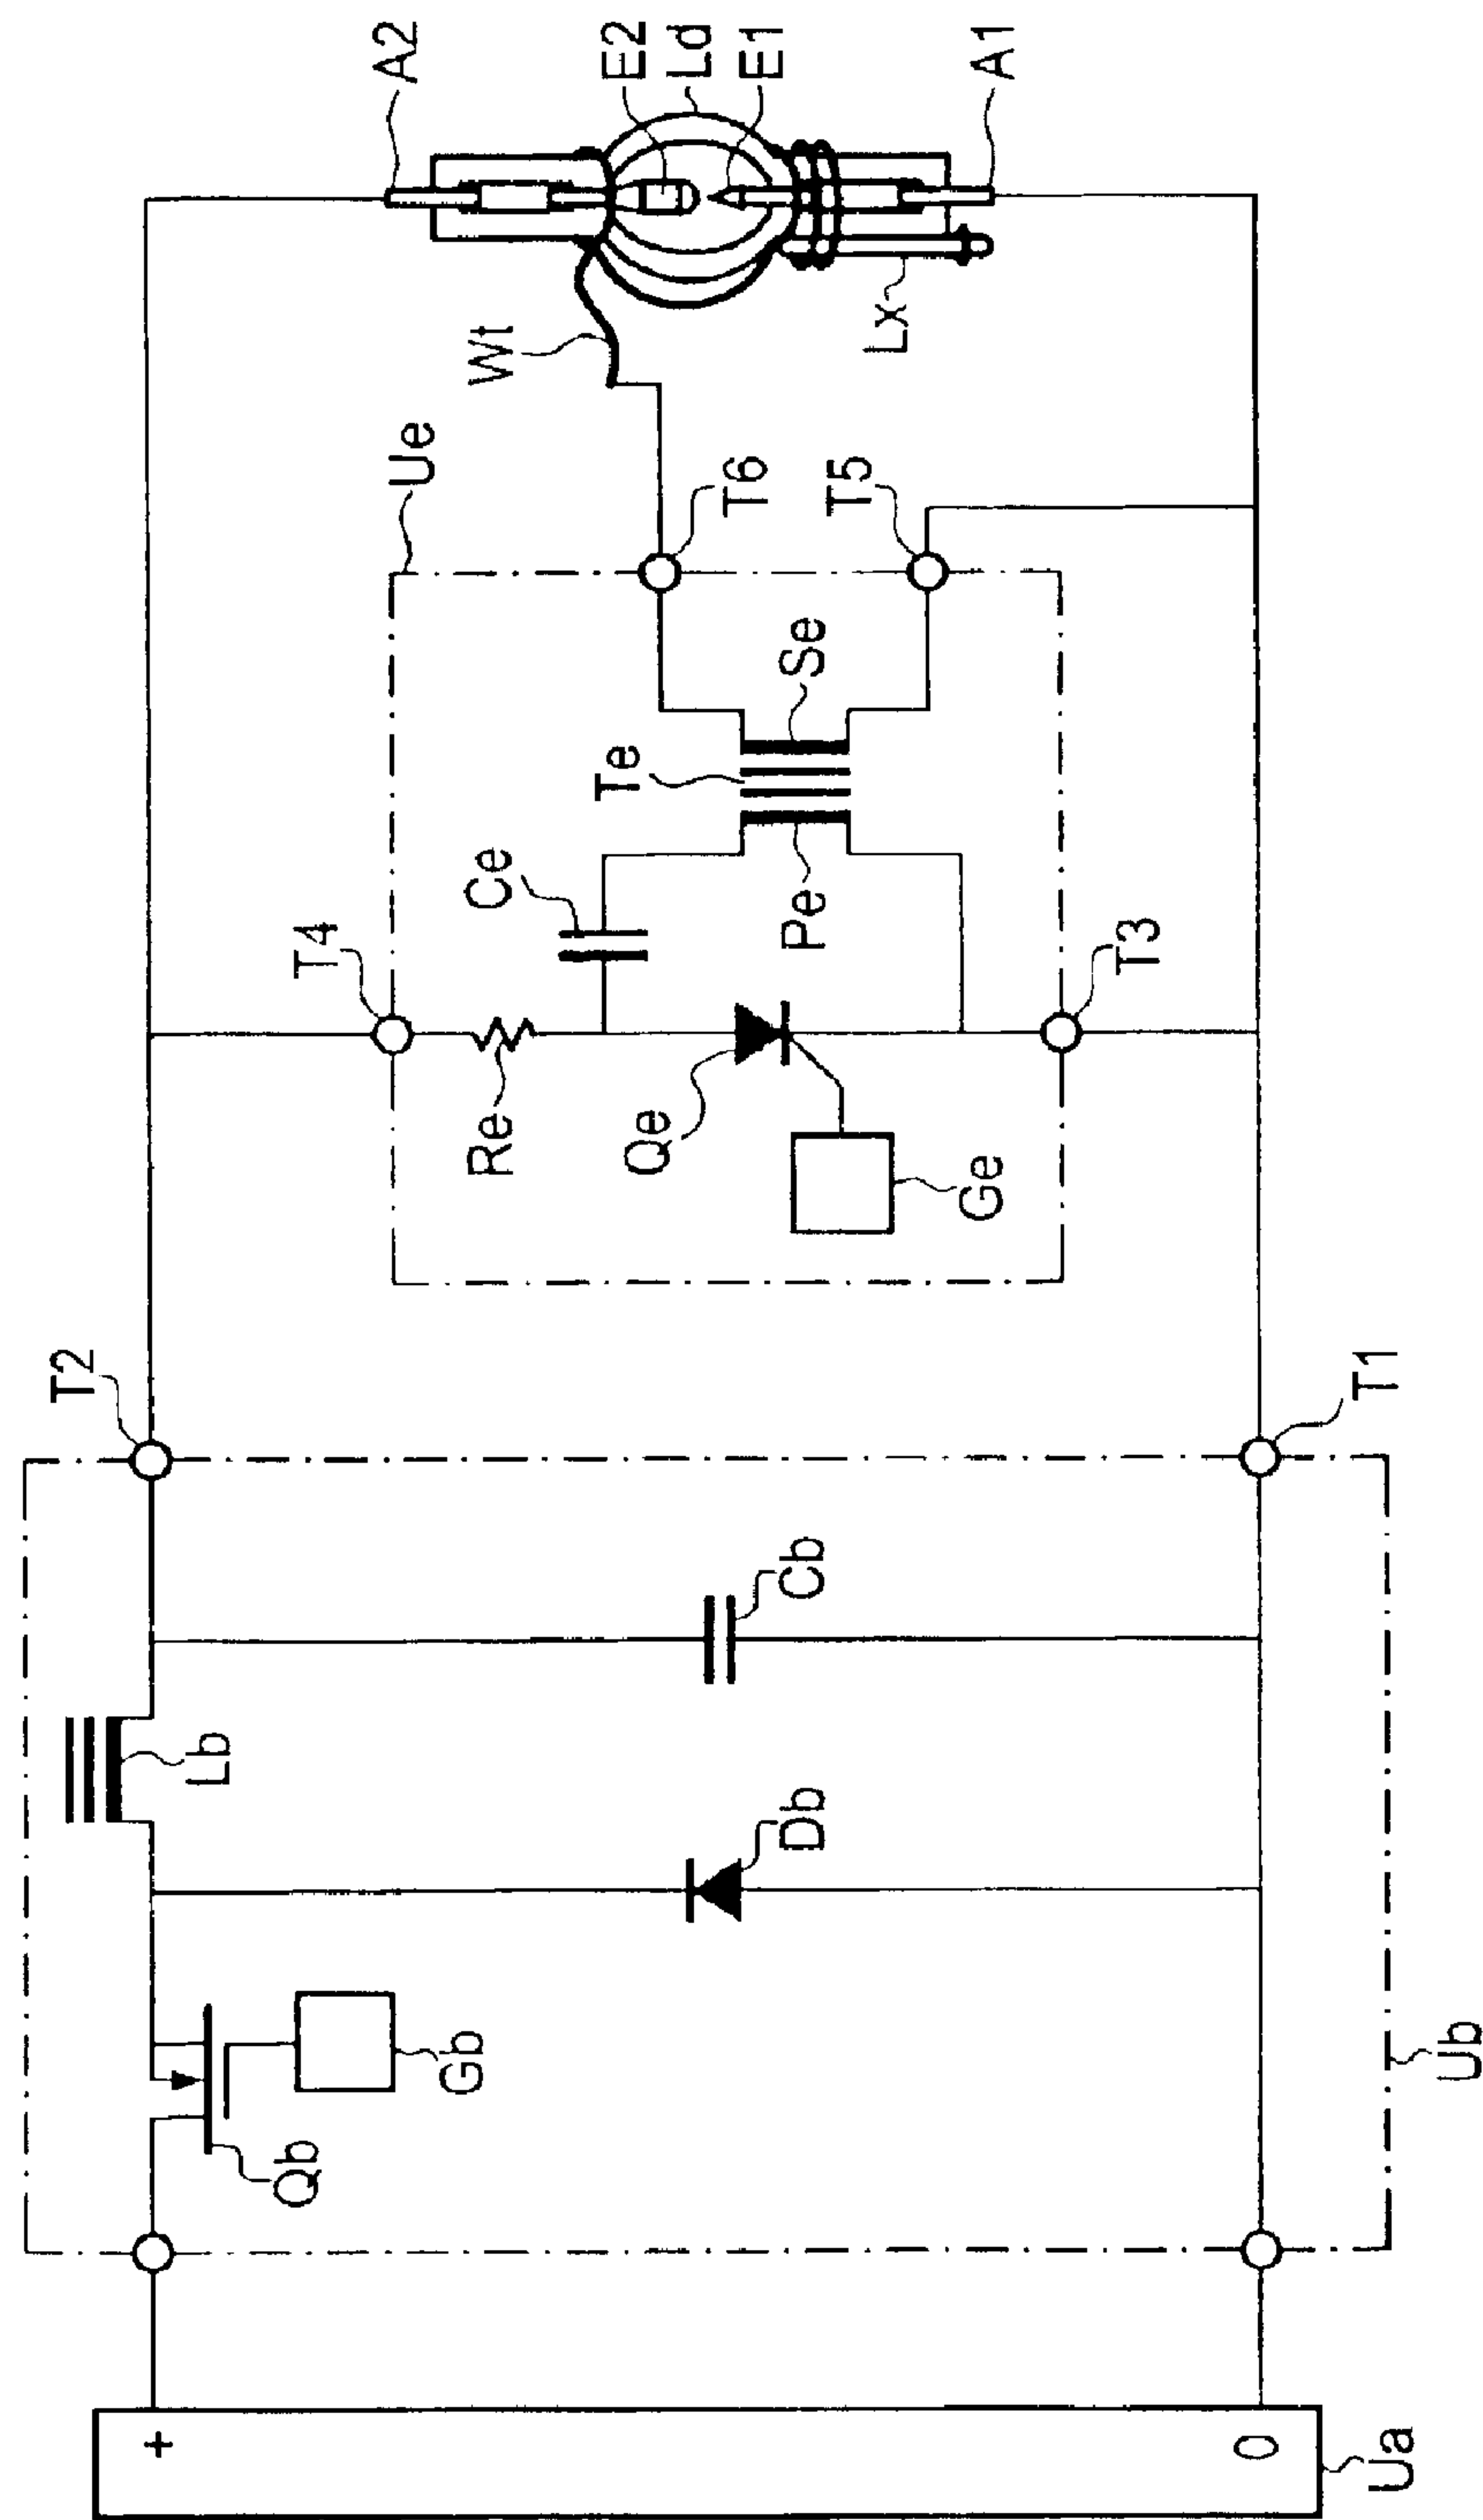 A2
E2
Ld
E1
A1
Wt
Lx
Ue
T6
T5
Se
Te
Ce
Pe
T4
T3
Re
Qe
Ge
T2
T1
Cb
Lb
Db
Gb
Qb
Ub
+
0
Ua